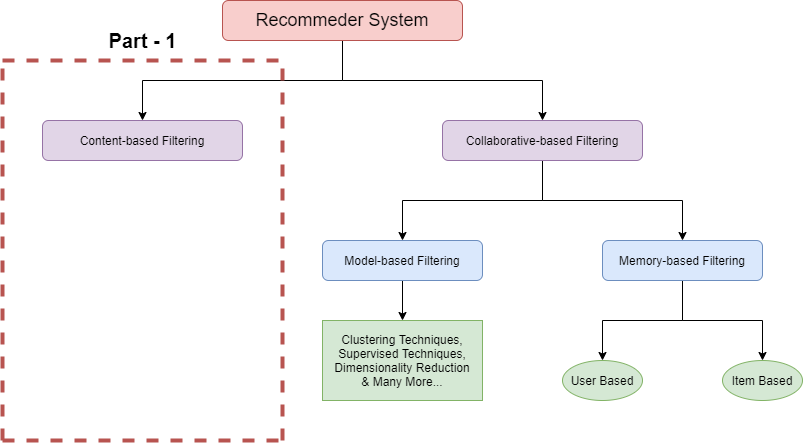 Recommeder System
Part - 1
Content-based Filtering
Collaborative-based Filtering
Model-based Filtering
Memory-based Filtering
Clustering Techniques,
Supervised Techniques,
Dimensionality Reduction
& Many More...
User Based
Item Based